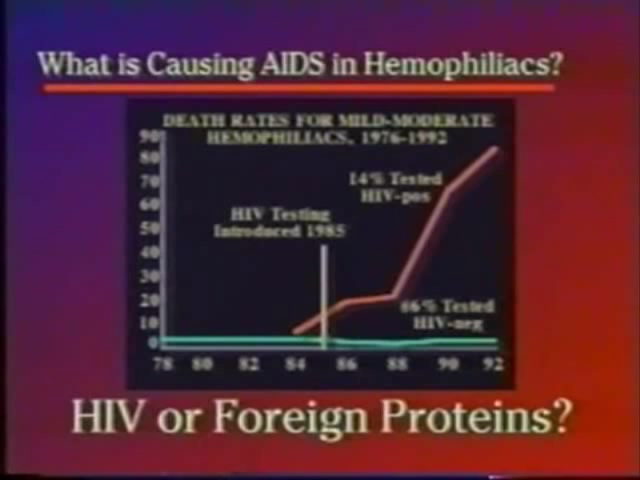 What is Causing AIDS in Hemophiliacs?
DEATH RATES FOR MILD-MODERATE
HEMOPHILIACS, 1976-1992
90
80
70
60
50
40
30
20
10
0
14% Tested
HIV-pos
HIV Testing
Introduced 1985
86% Tested
HIV-neg
78 80 82 84 86 88 90 92
HIV or Foreign Proteins?